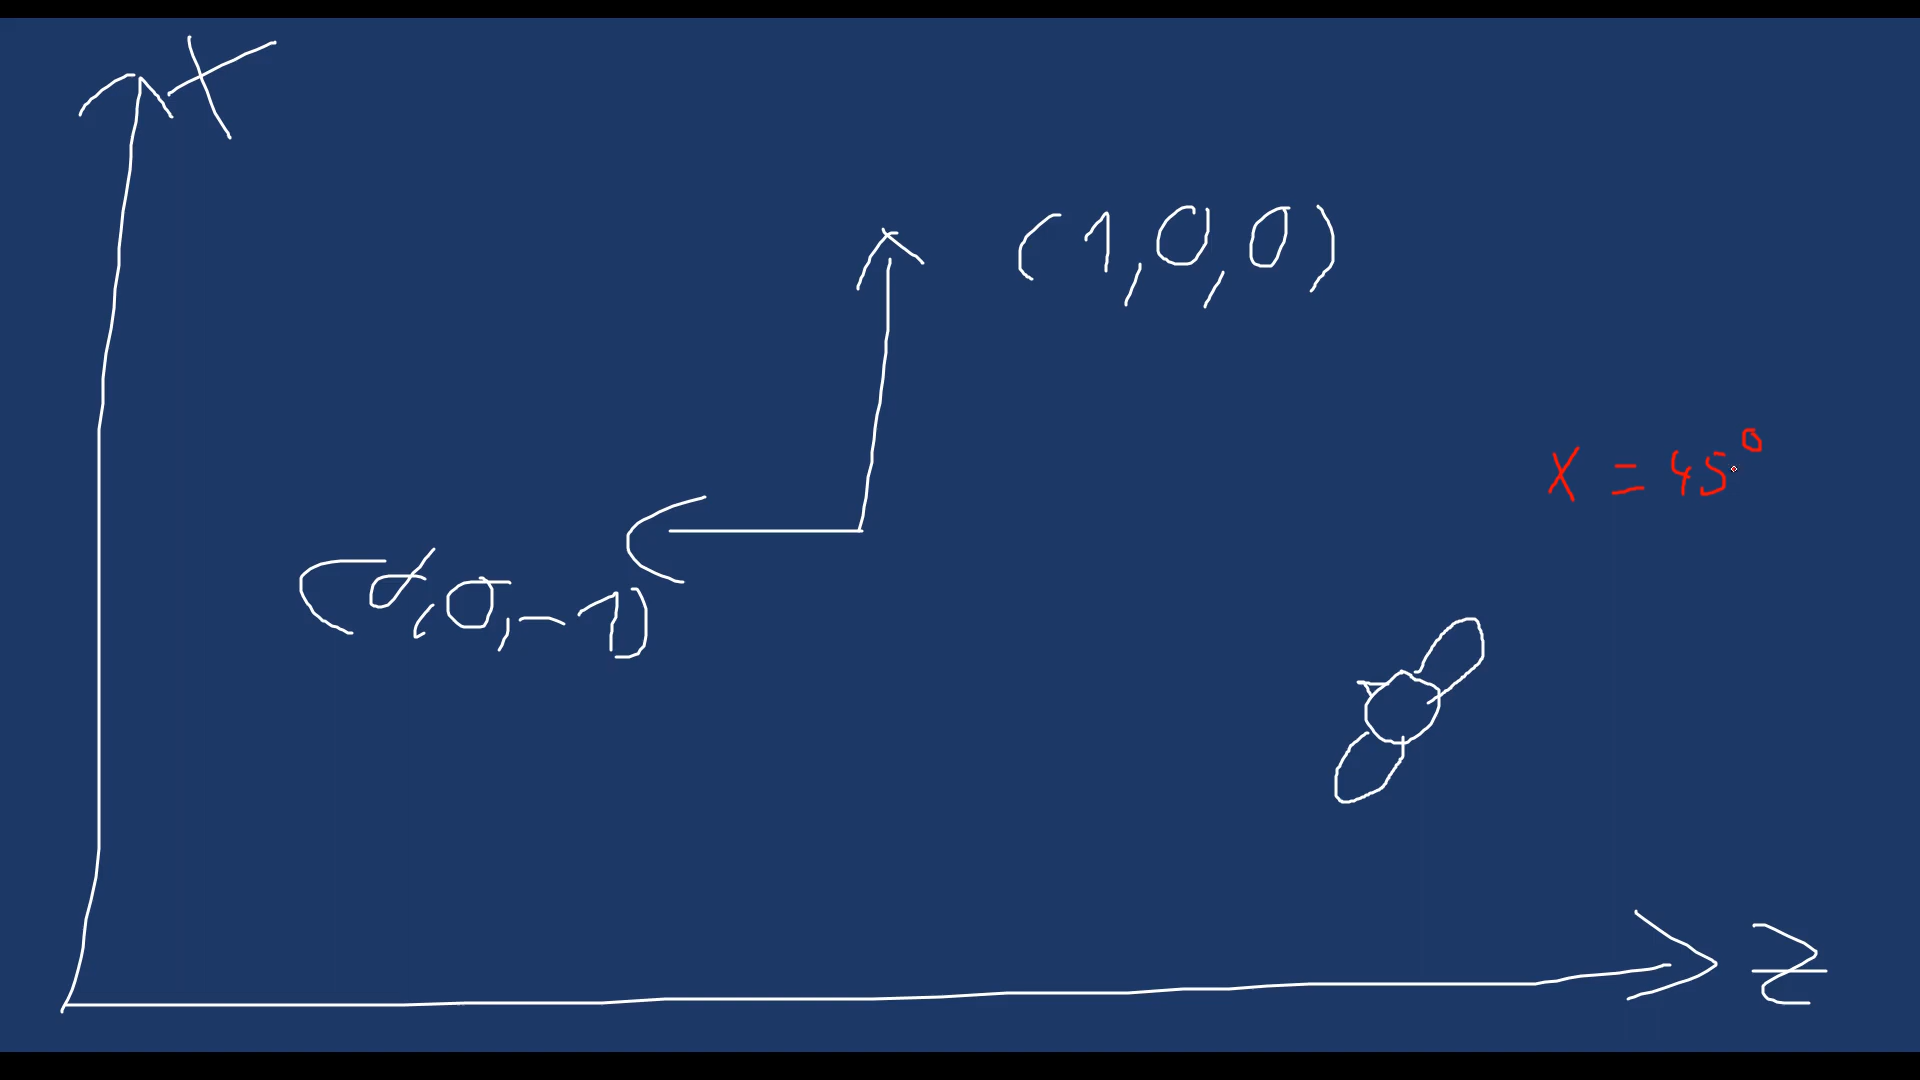 X
(1,0,0)
X = 45°
(0,0,-1)
Z